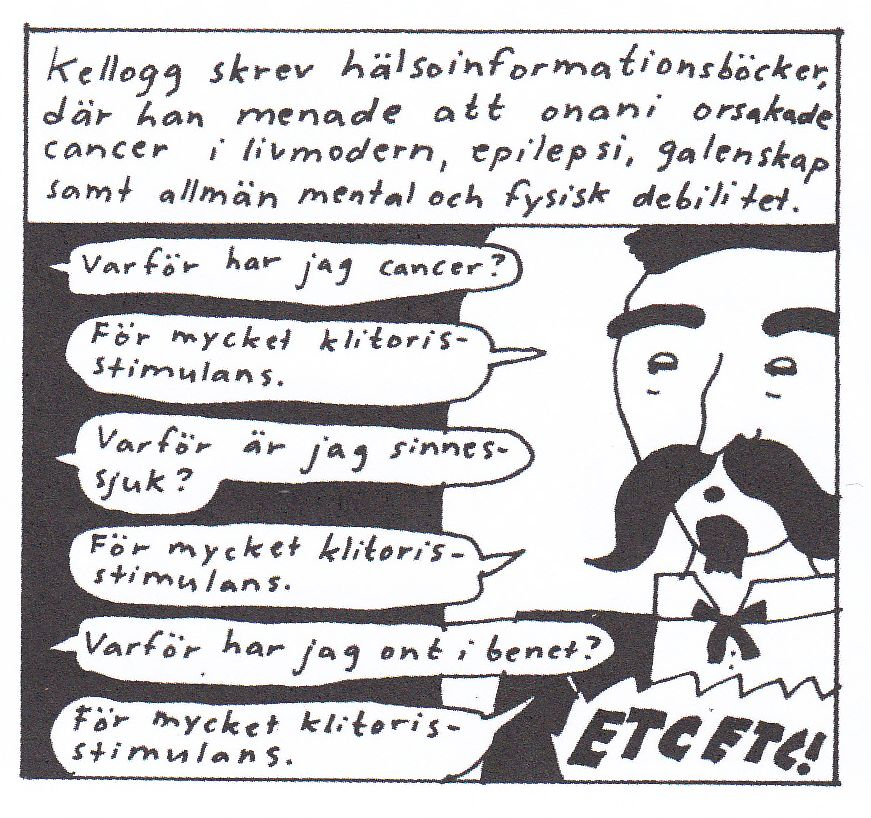 Kellogg skrev hälsoinformationsböcker,
där han menade att onani orsakade
cancer i livmodern, epilepsi, galenskap
samt allmän mental och fysisk debilitet.
Varför har jag cancer?
För mycket klitoris-
stimulans.
Varför är jag sinnes-
sjuk?
För mycket klitoris-
stimulans.
Varför har jag ont i benet?
För mycket klitoris-
stimulans.
ETC ETC!